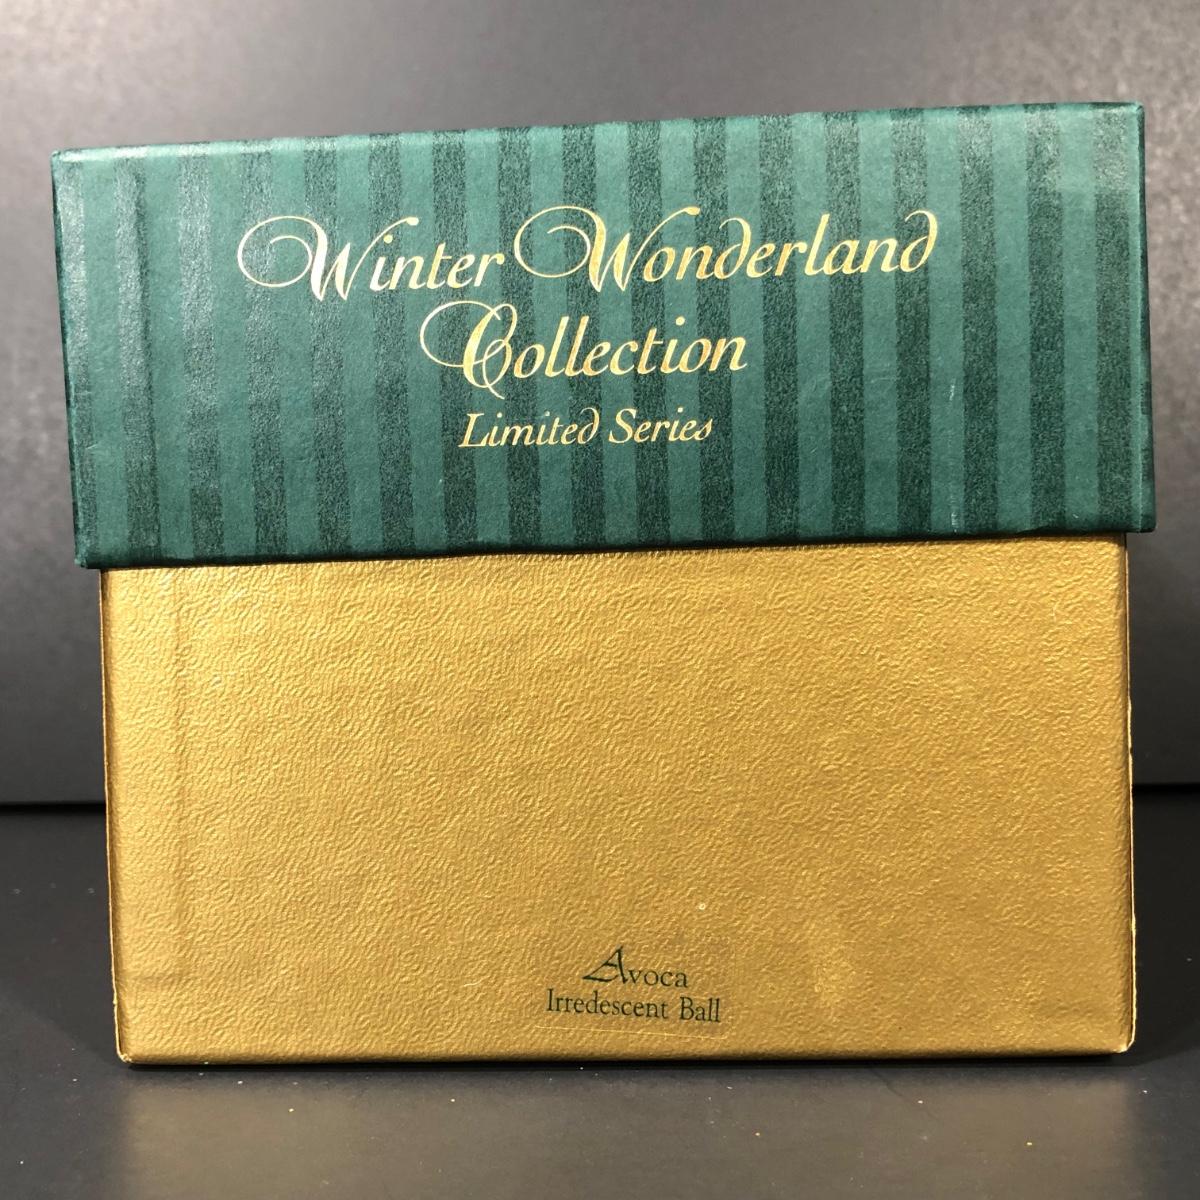 Winter Wonderland
Collection
Limited Series
Avoca
Irredescent Ball